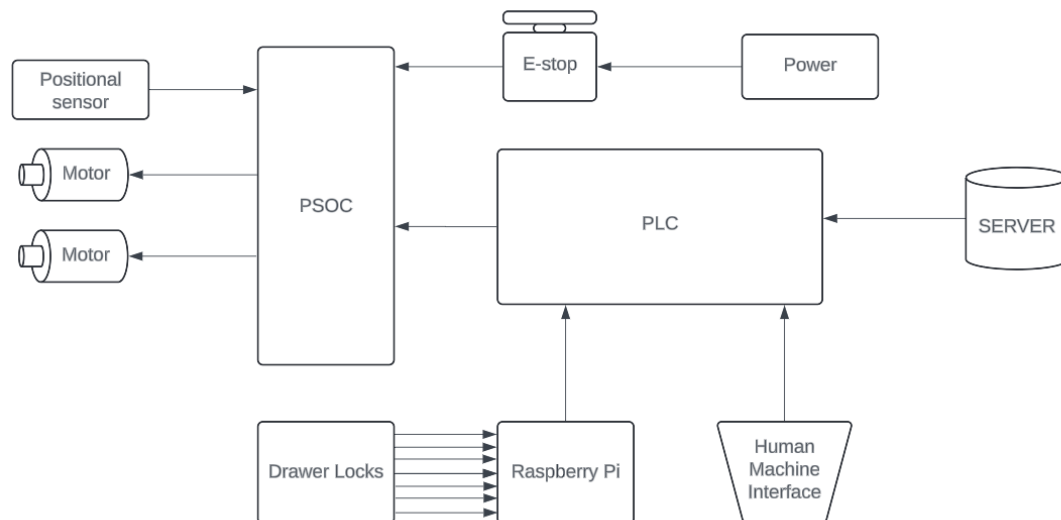 E-stop
Power
Positional
sensor
Motor
PSOC
PLC
SERVER
Motor
Drawer Locks
Raspberry Pi
Human
Machine
Interface